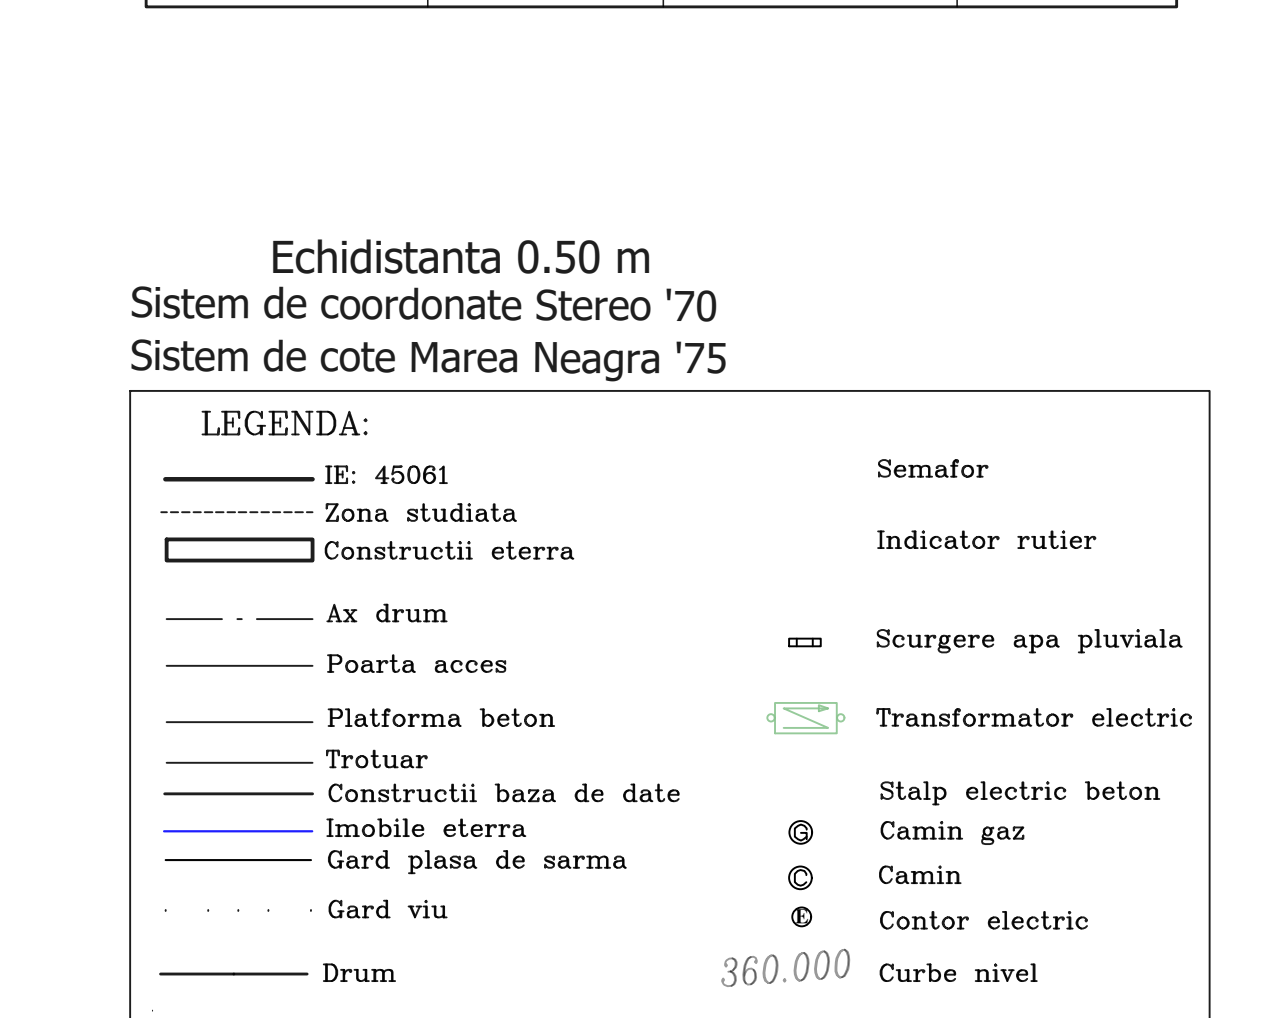 Echidistanta 0.50 m
Sistem de coordonate Stereo '70
Sistem de cote Marea Neagra '75
LEGENDA:
IE: 45061
Zona studiata
Constructii eterra
Ax drum
Poarta acces
Platforma beton
Trotuar
Constructii baza de date
Imobile eterra
Gard plasa de sarma
Gard viu
Drum
Semafor
Indicator rutier
Scurgere apa pluviala
Transformator electric
Stalp electric beton
G Camin gaz
C Camin
E Contor electric
360.000 Curbe nivel